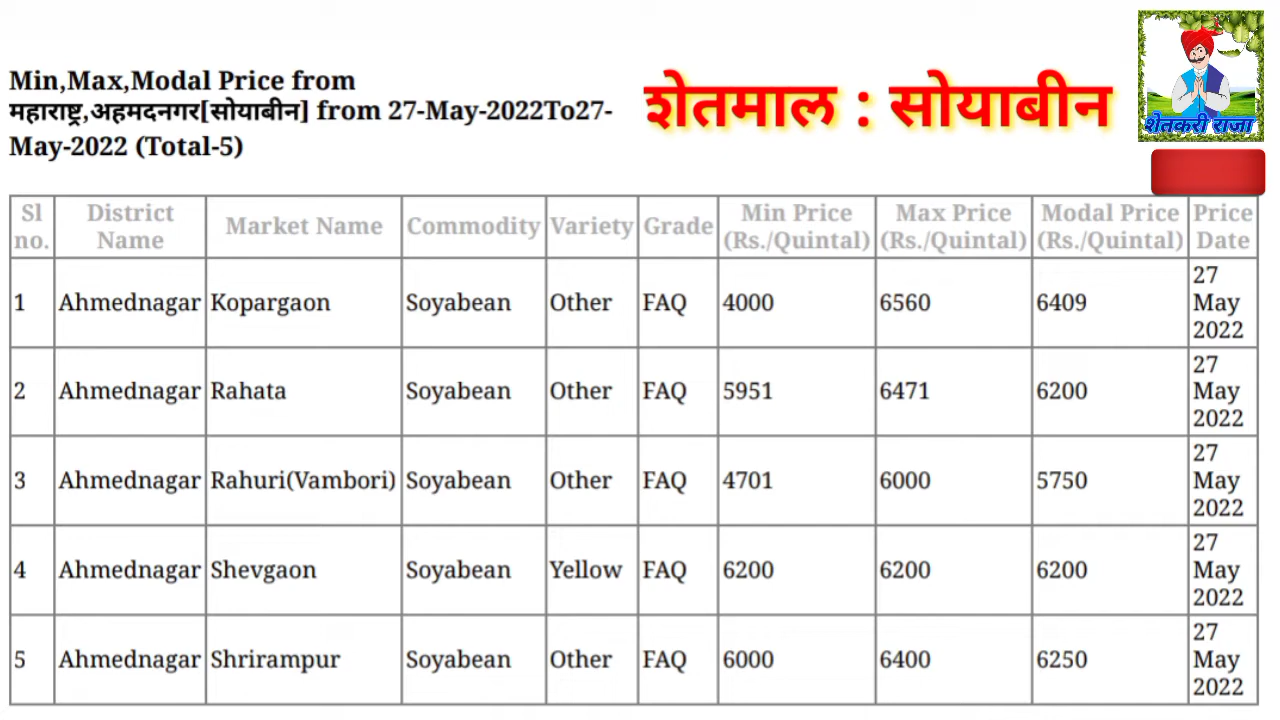 Min,Max,Modal Price from
महाराष्ट्र,अहमदनगर[सोयाबीन] from 27-May-2022To27-
May-2022 (Total-5)
शेतमाल : सोयाबीन
शेतकरी राजा
Sl no. District Name Market Name Commodity Variety Grade Min Price (Rs./Quintal) Max Price (Rs./Quintal) Modal Price (Rs./Quintal) Price Date
1 Ahmednagar Kopargaon Soyabean Other FAQ 4000 6560 6409 27 May 2022
2 Ahmednagar Rahata Soyabean Other FAQ 5951 6471 6200 27 May 2022
3 Ahmednagar Rahuri(Vambori) Soyabean Other FAQ 4701 6000 5750 27 May 2022
4 Ahmednagar Shevgaon Soyabean Yellow FAQ 6200 6200 6200 27 May 2022
5 Ahmednagar Shrirampur Soyabean Other FAQ 6000 6400 6250 27 May 2022